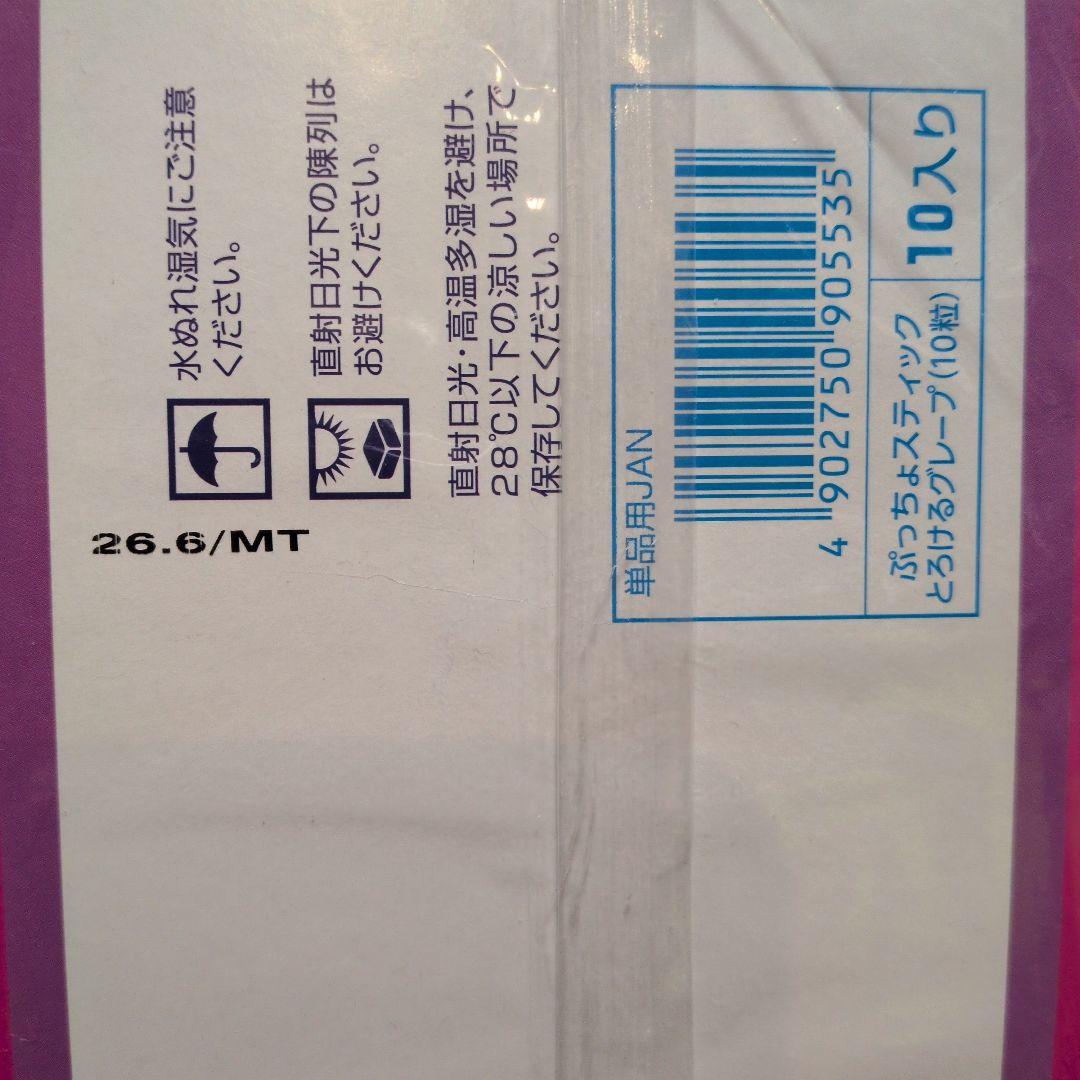 水ぬれ湿気にご注意
ください。
直射日光下の陳列は
お避けください。
直射日光・高温多湿を避け、
28℃以下の涼しい場所で
保存してください。
26.6/MT
単品用JAN
4 902750 905535
ぷっちょスティック
とろけるグレープ(10粒)
10入り